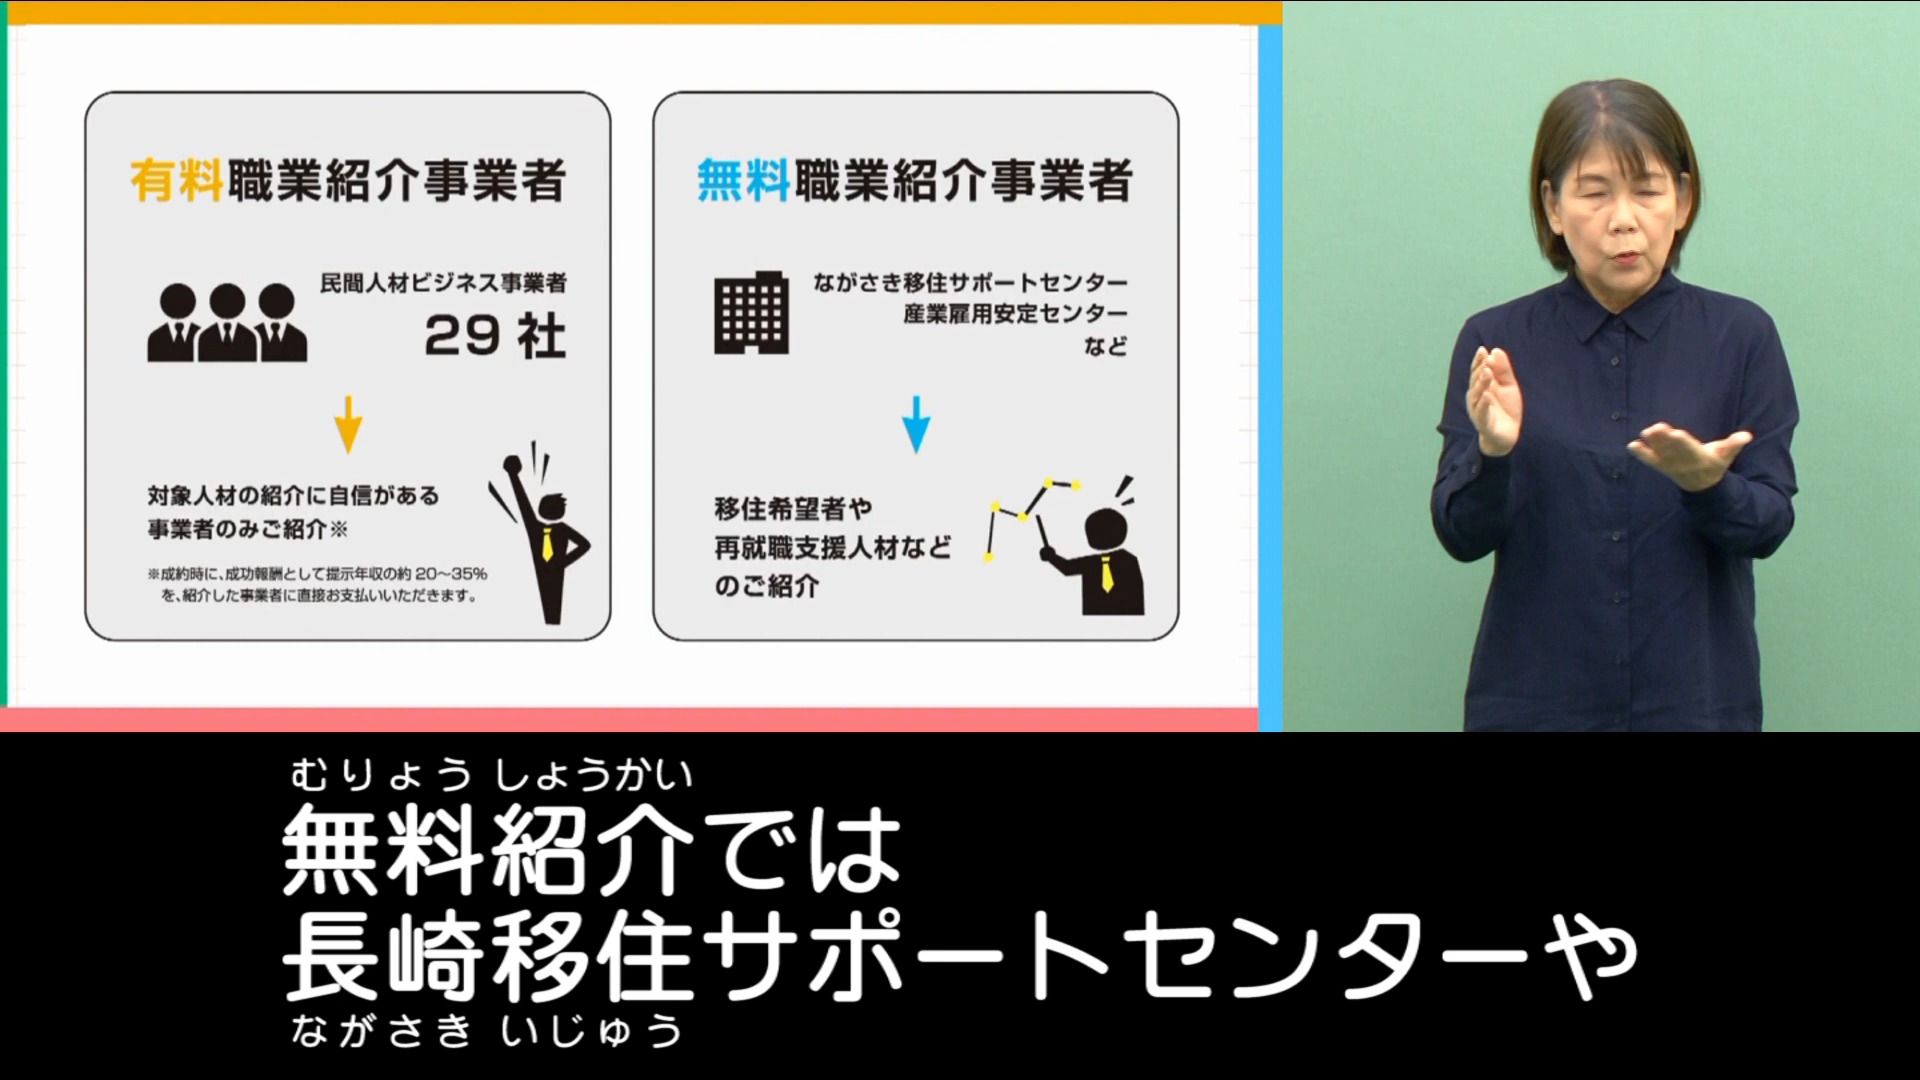 有料職業紹介事業者
民間人材ビジネス事業者
29 社
対象人材の紹介に自信がある
事業者のみご紹介※
※成約時に、成功報酬として提示年収の約 20〜35%
を、紹介した事業者に直接お支払いいただきます。
無料職業紹介事業者
ながさき移住サポートセンター
産業雇用安定センター
など
移住希望者や
再就職支援人材など
のご紹介
むりょう しょうかい
無料紹介では
長崎移住サポートセンターや
ながさき いじゅう